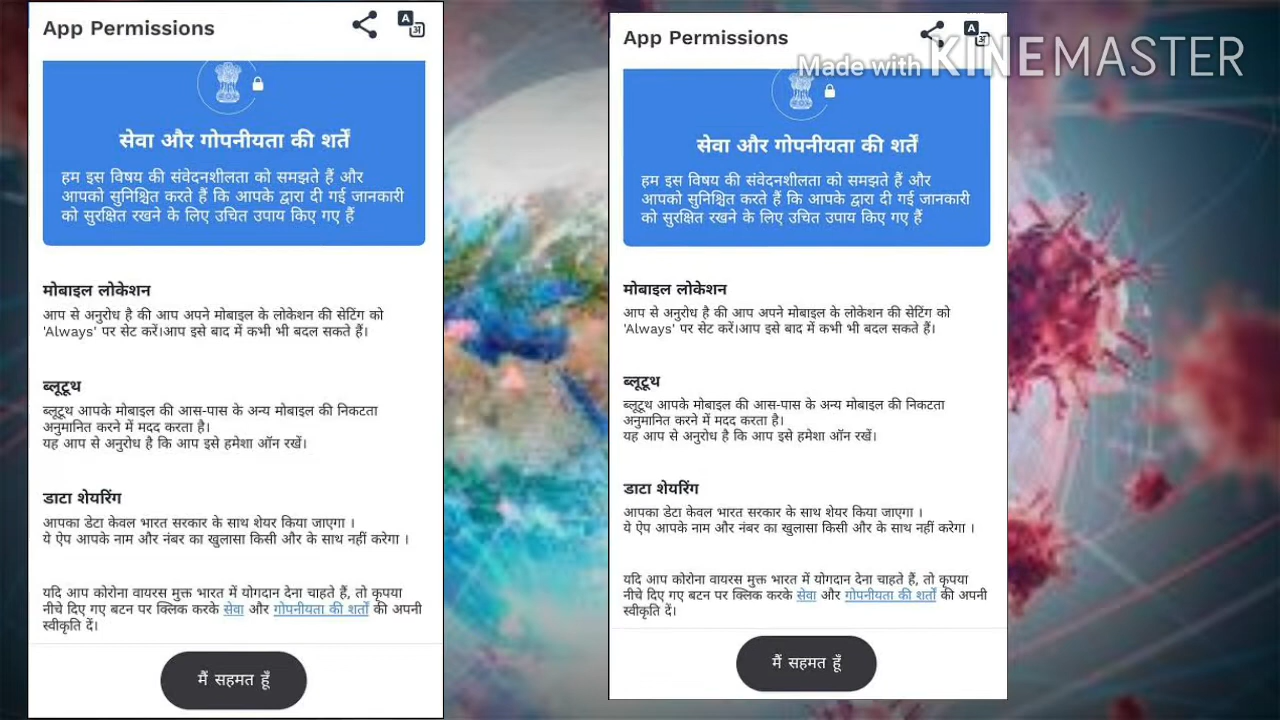 App Permissions
A अ
सेवा और गोपनीयता की शर्तें
हम इस विषय की संवेदनशीलता को समझते हैं और
आपको सुनिश्चित करते हैं कि आपके द्वारा दी गई जानकारी
को सुरक्षित रखने के लिए उचित उपाय किए गए हैं
मोबाइल लोकेशन
आप से अनुरोध है की आप अपने मोबाइल के लोकेशन की सेटिंग को
'Always' पर सेट करें।आप इसे बाद में कभी भी बदल सकते हैं।
ब्लूटूथ
ब्लूटूथ आपके मोबाइल की आस-पास के अन्य मोबाइल की निकटता
अनुमानित करने में मदद करता है।
यह आप से अनुरोध है कि आप इसे हमेशा ऑन रखें।
डाटा शेयरिंग
आपका डेटा केवल भारत सरकार के साथ शेयर किया जाएगा ।
ये ऐप आपके नाम और नंबर का खुलासा किसी और के साथ नहीं करेगा ।
यदि आप कोरोना वायरस मुक्त भारत में योगदान देना चाहते हैं, तो कृपया
नीचे दिए गए बटन पर क्लिक करके सेवा और गोपनीयता की शर्तों की अपनी
स्वीकृति दें।
मैं सहमत हूँ
App Permissions
A अ
Made with KINEMASTER
सेवा और गोपनीयता की शर्तें
हम इस विषय की संवेदनशीलता को समझते हैं और
आपको सुनिश्चित करते हैं कि आपके द्वारा दी गई जानकारी
को सुरक्षित रखने के लिए उचित उपाय किए गए हैं
मोबाइल लोकेशन
आप से अनुरोध है की आप अपने मोबाइल के लोकेशन की सेटिंग को
'Always' पर सेट करें।आप इसे बाद में कभी भी बदल सकते हैं।
ब्लूटूथ
ब्लूटूथ आपके मोबाइल की आस-पास के अन्य मोबाइल की निकटता
अनुमानित करने में मदद करता है।
यह आप से अनुरोध है कि आप इसे हमेशा ऑन रखें।
डाटा शेयरिंग
आपका डेटा केवल भारत सरकार के साथ शेयर किया जाएगा ।
ये ऐप आपके नाम और नंबर का खुलासा किसी और के साथ नहीं करेगा ।
यदि आप कोरोना वायरस मुक्त भारत में योगदान देना चाहते हैं, तो कृपया
नीचे दिए गए बटन पर क्लिक करके सेवा और गोपनीयता की शर्तों की अपनी
स्वीकृति दें।
मैं सहमत हूँ